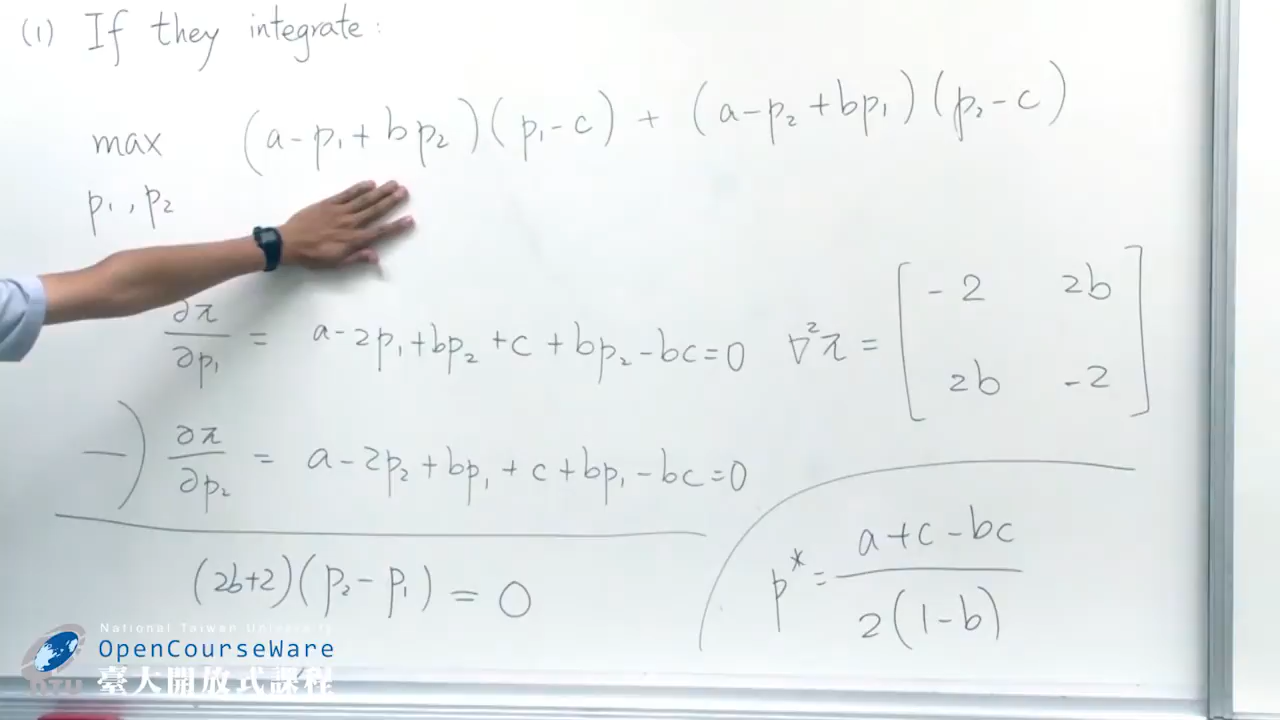 (1) If they integrate:
max (a-p₁+bp₂)(p₁-c) + (a-p₂+bp₁)(p₂-c)
p₁, p₂
∂π/∂p₁ = a-2p₁+bp₂+c+bp₂-bc=0
∇²π = [-2 2b
2b -2]
—) ∂π/∂p₂ = a-2p₂+bp₁+c+bp₁-bc=0
(2b+2)(p₂-p₁) = 0
p* = a+c-bc / 2(1-b)
National Taiwan University
OpenCourseWare
NTU 臺大開放式課程